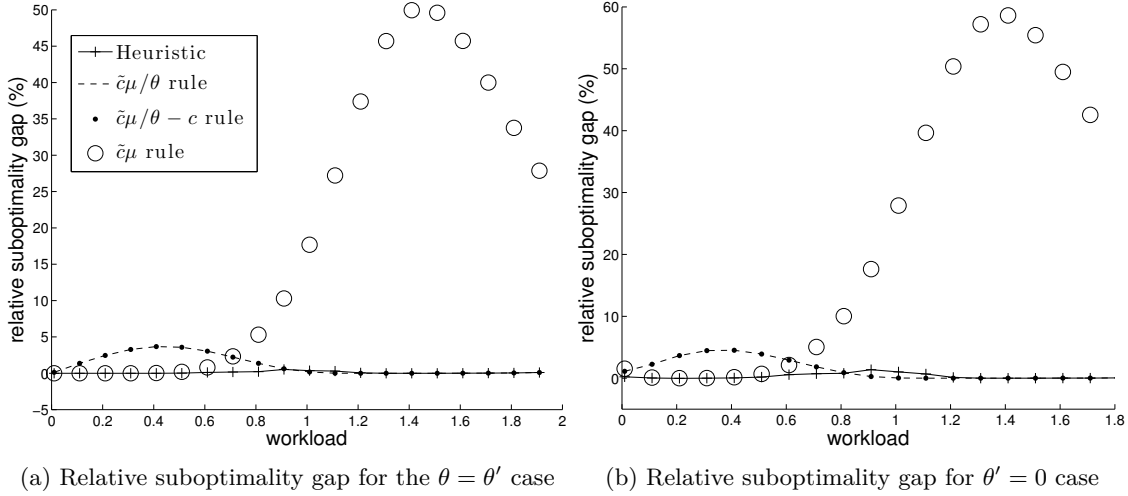 50
45
40
35
30
25
20
15
10
5
0
−5
relative suboptimality gap (%)
Heuristic
c̃μ/θ rule
c̃μ/θ − c rule
c̃μ rule
0 0.2 0.4 0.6 0.8 1 1.2 1.4 1.6 1.8 2
workload
(a) Relative suboptimality gap for the θ = θ′ case
60
50
40
30
20
10
0
relative suboptimality gap (%)
0 0.2 0.4 0.6 0.8 1 1.2 1.4 1.6 1.8
workload
(b) Relative suboptimality gap for θ′ = 0 case